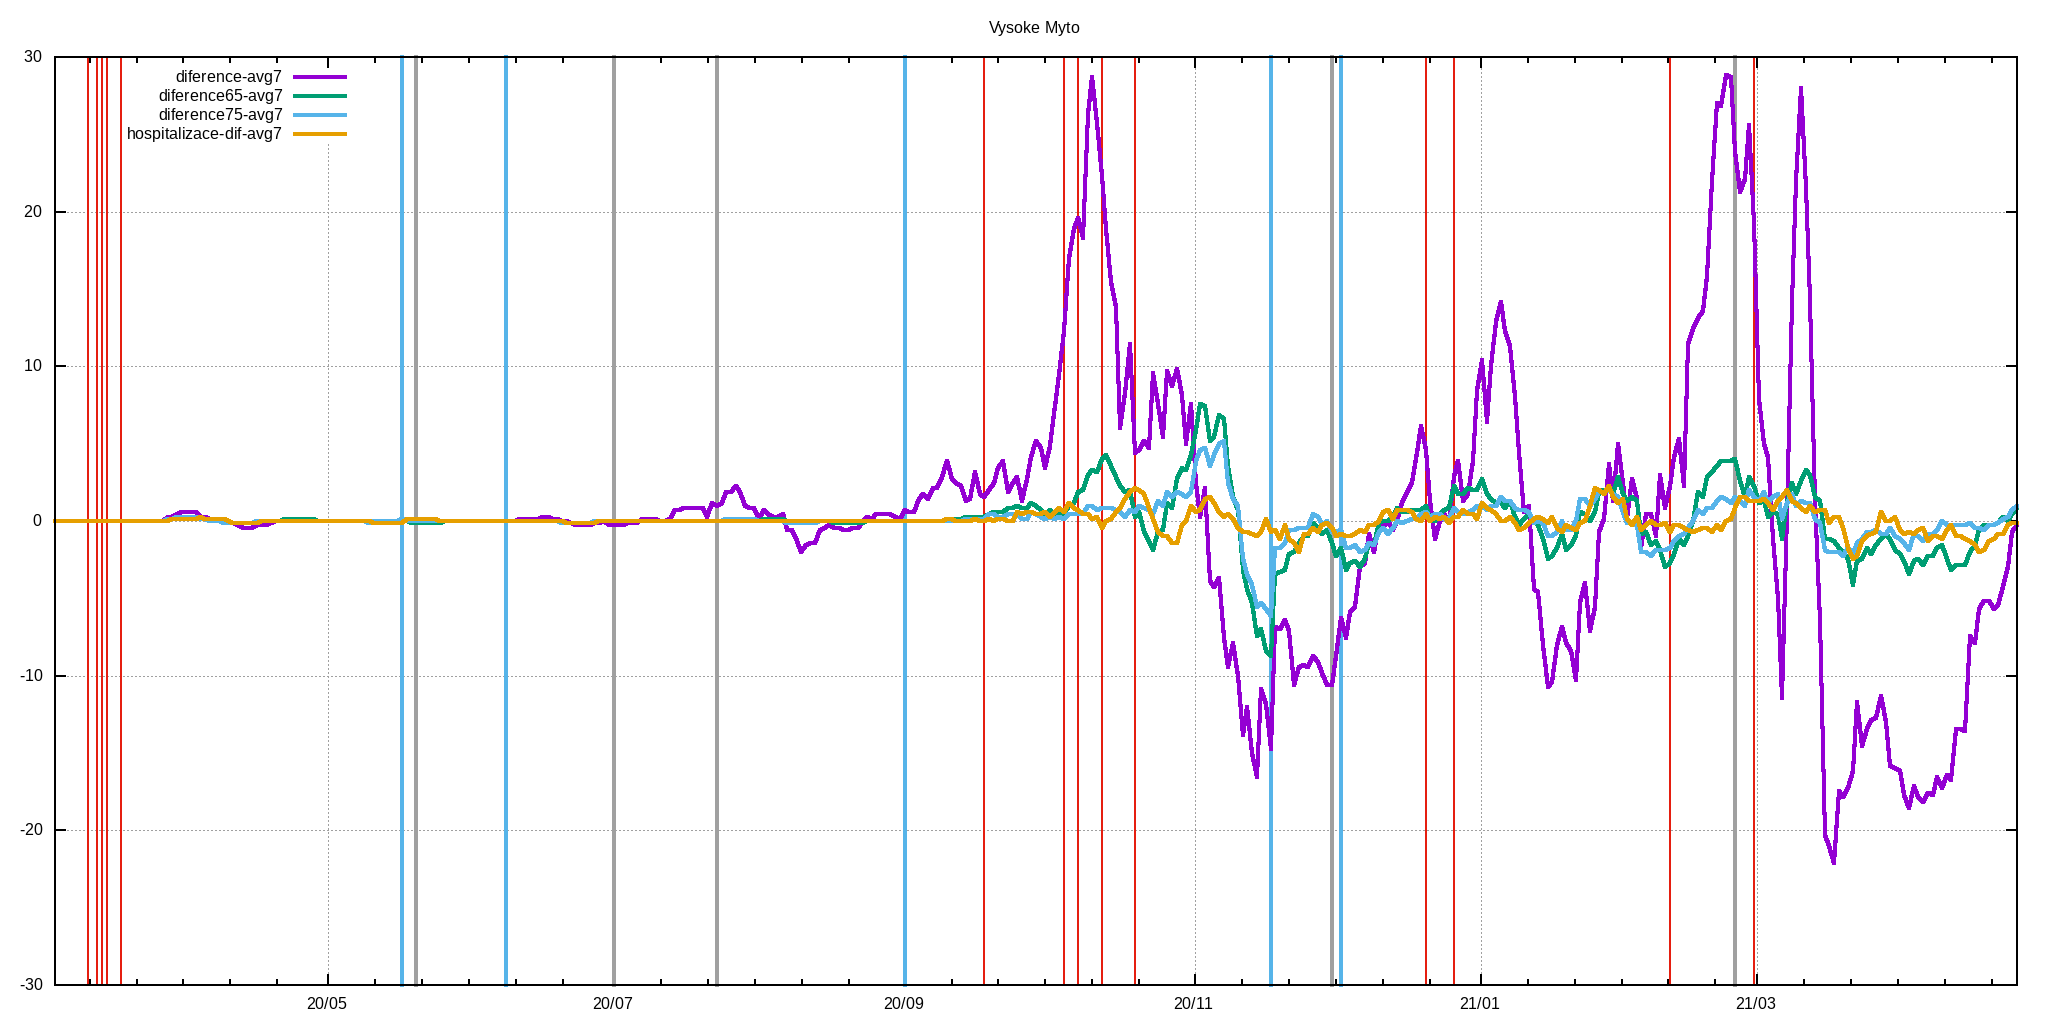 Vysoke Myto
30
20
10
0
-10
-20
-30
diference-avg7
diference65-avg7
diference75-avg7
hospitalizace-dif-avg7
20/05 20/07 20/09 20/11 21/01 21/03